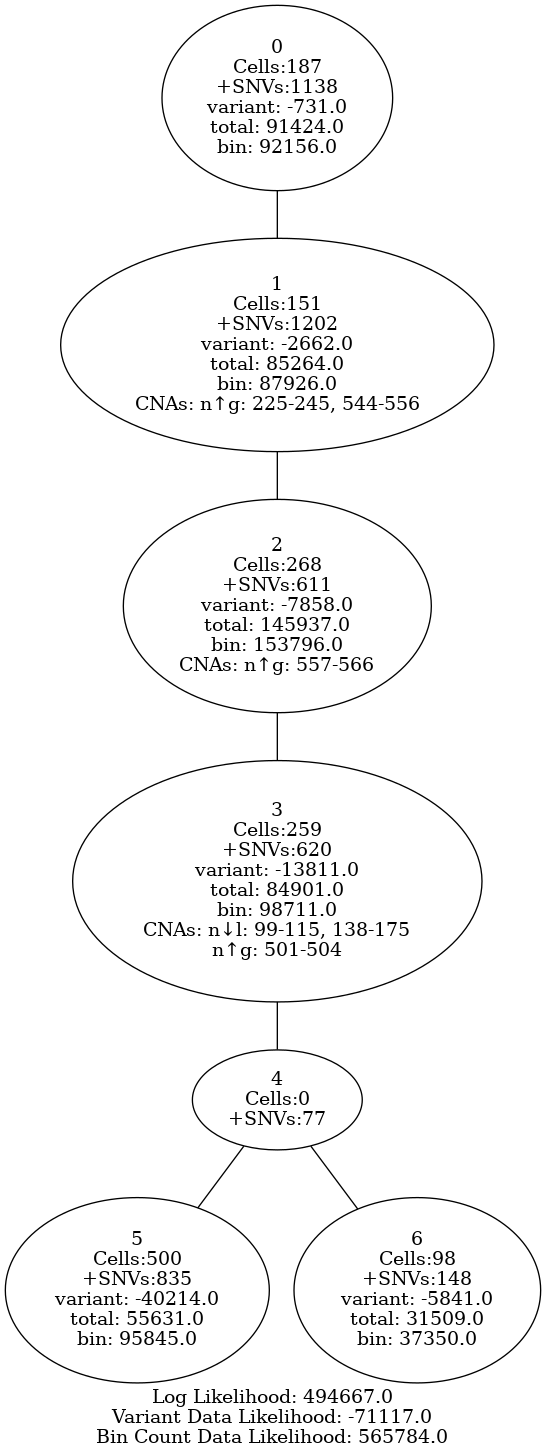 0
Cells:187
+SNVs:1138
variant: -731.0
total: 91424.0
bin: 92156.0
1
Cells:151
+SNVs:1202
variant: -2662.0
total: 85264.0
bin: 87926.0
CNAs: n↑g: 225-245, 544-556
2
Cells:268
+SNVs:611
variant: -7858.0
total: 145937.0
bin: 153796.0
CNAs: n↑g: 557-566
3
Cells:259
+SNVs:620
variant: -13811.0
total: 84901.0
bin: 98711.0
CNAs: n↓l: 99-115, 138-175
n↑g: 501-504
4
Cells:0
+SNVs:77
5
Cells:500
+SNVs:835
variant: -40214.0
total: 55631.0
bin: 95845.0
6
Cells:98
+SNVs:148
variant: -5841.0
total: 31509.0
bin: 37350.0
Log Likelihood: 494667.0
Variant Data Likelihood: -71117.0
Bin Count Data Likelihood: 565784.0